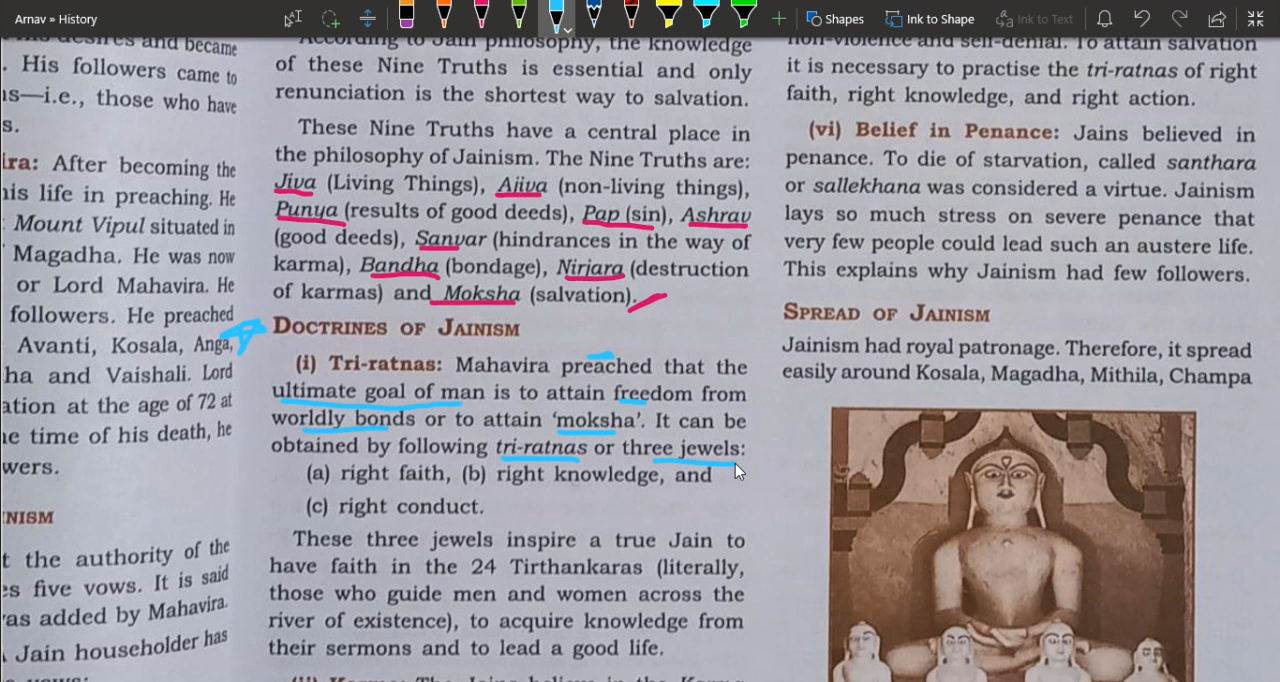 Arnav » History
Shapes
Ink to Shape
Ink to Text
desires and became
. His followers came to
as—i.e., those who have
s.
ira: After becoming the
his life in preaching. He
Mount Vipul situated in
Magadha. He was now
or Lord Mahavira. He
followers. He preached
Avanti, Kosala, Anga,
ha and Vaishali. Lord
ation at the age of 72 at
e time of his death, he
wers.
NISM
t the authority of the
es five vows. It is said
as added by Mahavira.
Jain householder has
According to Jain philosophy, the knowledge
of these Nine Truths is essential and only
renunciation is the shortest way to salvation.
These Nine Truths have a central place in
the philosophy of Jainism. The Nine Truths are:
Jiva (Living Things), Ajiva (non-living things),
Punya (results of good deeds), Pap (sin), Ashrav
(good deeds), Sanvar (hindrances in the way of
karma), Bandha (bondage), Nirjara (destruction
of karmas) and Moksha (salvation).
DOCTRINES OF JAINISM
(i) Tri-ratnas: Mahavira preached that the
ultimate goal of man is to attain freedom from
worldly bonds or to attain ‘moksha’. It can be
obtained by following tri-ratnas or three jewels:
(a) right faith, (b) right knowledge, and
(c) right conduct.
These three jewels inspire a true Jain to
have faith in the 24 Tirthankaras (literally,
those who guide men and women across the
river of existence), to acquire knowledge from
their sermons and to lead a good life.
non-violence and self-denial. To attain salvation
it is necessary to practise the tri-ratnas of right
faith, right knowledge, and right action.
(vi) Belief in Penance: Jains believed in
penance. To die of starvation, called santhara
or sallekhana was considered a virtue. Jainism
lays so much stress on severe penance that
very few people could lead such an austere life.
This explains why Jainism had few followers.
SPREAD OF JAINISM
Jainism had royal patronage. Therefore, it spread
easily around Kosala, Magadha, Mithila, Champa